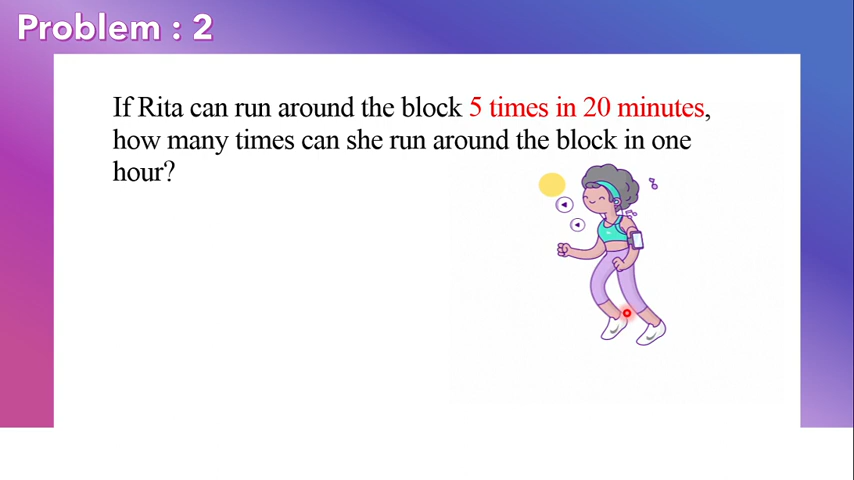 Problem : 2
If Rita can run around the block 5 times in 20 minutes,
how many times can she run around the block in one
hour?